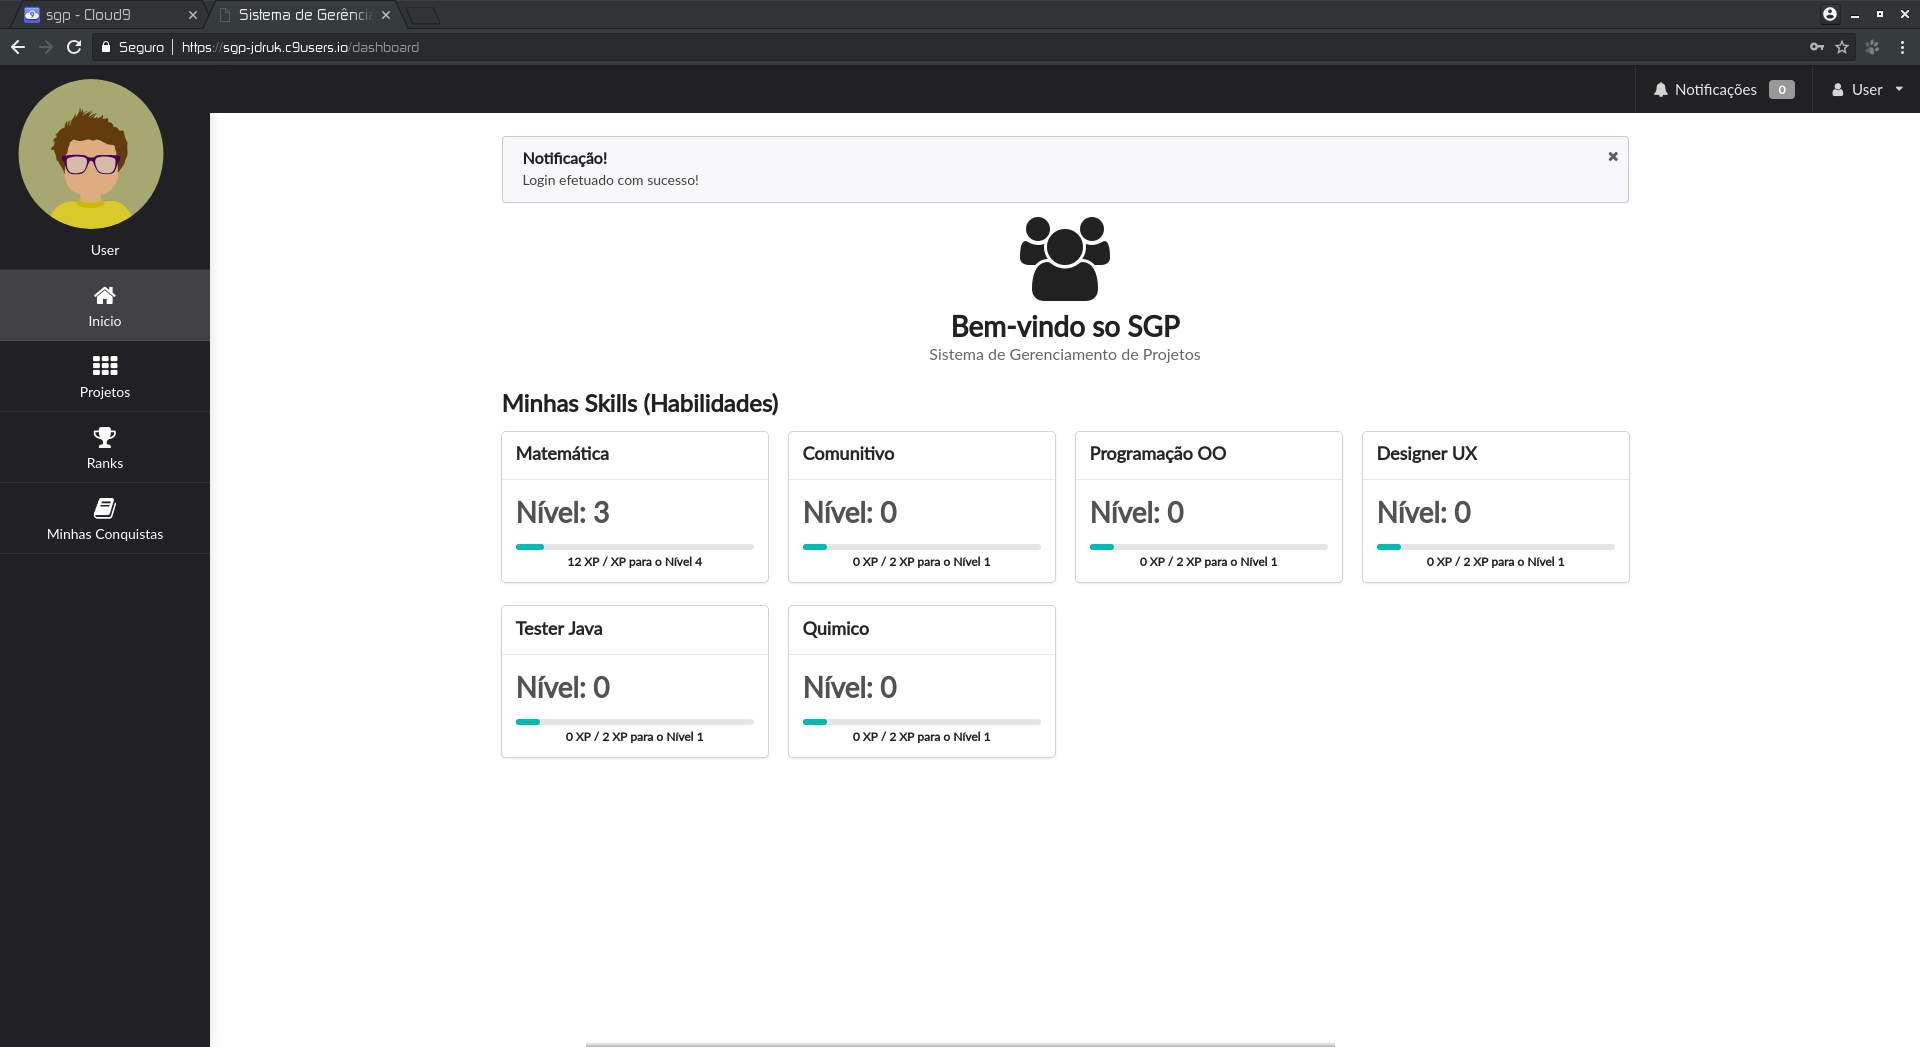 sgp - Cloud9
Sistema de Gerência
Seguro | https://sgp-jdruk.c9users.io/dashboard
Notificações 0
User
User
Inicio
Projetos
Ranks
Minhas Conquistas
Notificação!
Login efetuado com sucesso!
Bem-vindo so SGP
Sistema de Gerenciamento de Projetos
Minhas Skills (Habilidades)
Matemática
Nível: 3
12 XP / XP para o Nível 4
Comunitivo
Nível: 0
0 XP / 2 XP para o Nível 1
Programação OO
Nível: 0
0 XP / 2 XP para o Nível 1
Designer UX
Nível: 0
0 XP / 2 XP para o Nível 1
Tester Java
Nível: 0
0 XP / 2 XP para o Nível 1
Quimico
Nível: 0
0 XP / 2 XP para o Nível 1